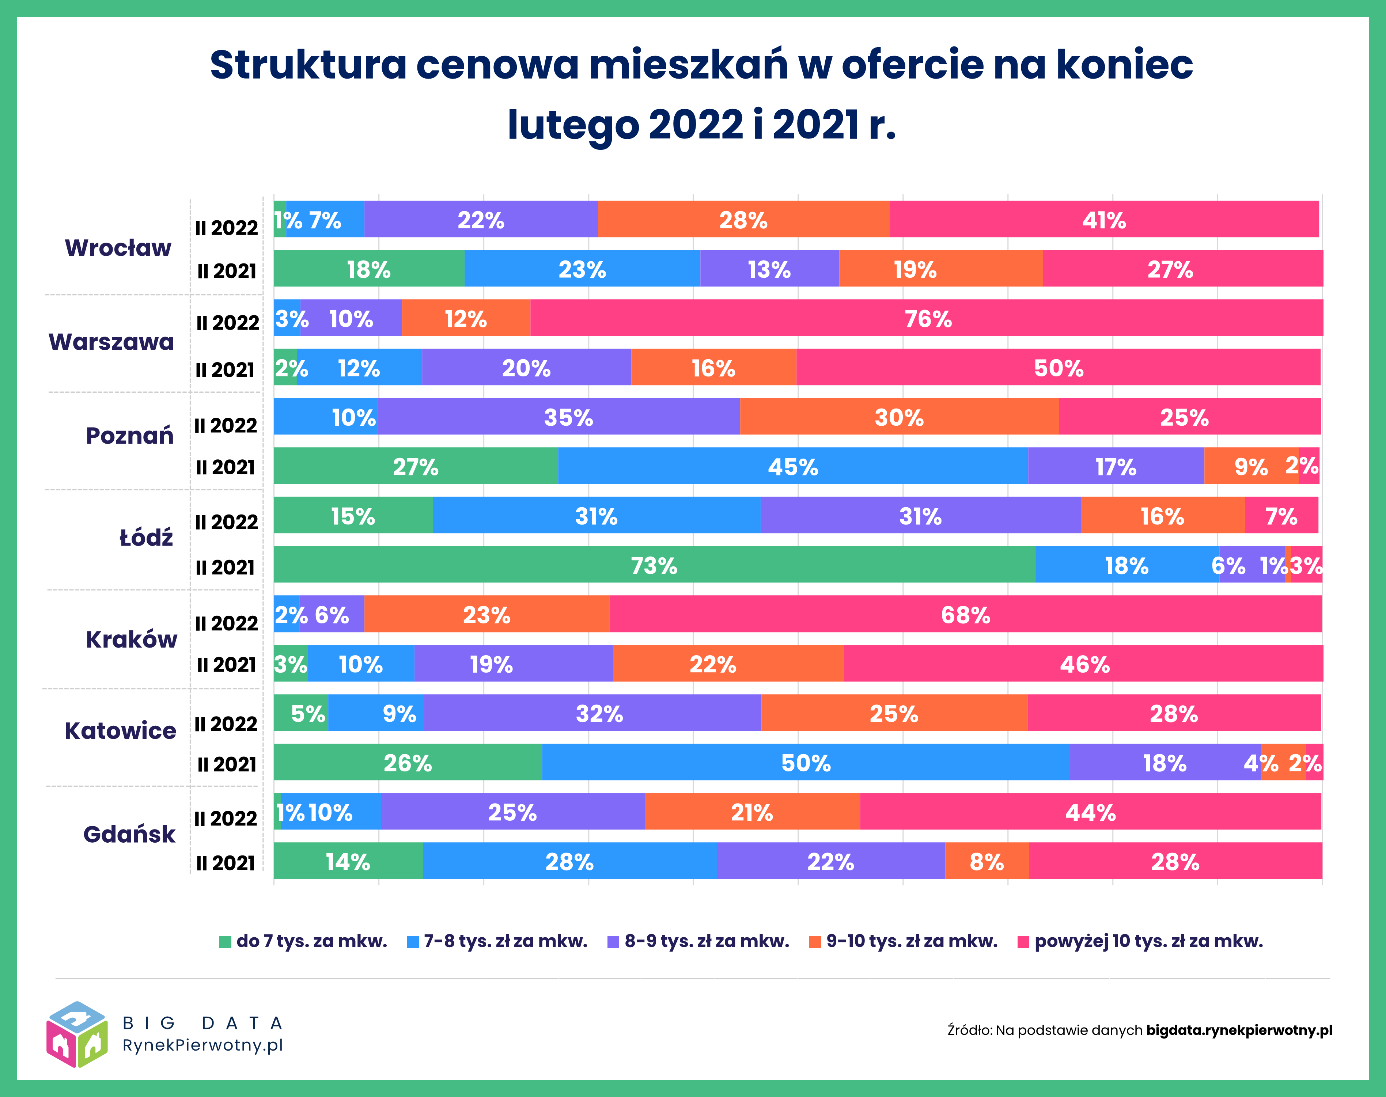 Struktura cenowa mieszkań w ofercie na koniec
lutego 2022 i 2021 r.
Wrocław
II 2022 1% 7% 22% 28% 41%
II 2021 18% 23% 13% 19% 27%
Warszawa
II 2022 3% 10% 12% 76%
II 2021 2% 12% 20% 16% 50%
Poznań
II 2022 10% 35% 30% 25%
II 2021 27% 45% 17% 9% 2%
Łódź
II 2022 15% 31% 31% 16% 7%
II 2021 73% 18% 6% 1% 3%
Kraków
II 2022 2% 6% 23% 68%
II 2021 3% 10% 19% 22% 46%
Katowice
II 2022 5% 9% 32% 25% 28%
II 2021 26% 50% 18% 4% 2%
Gdańsk
II 2022 1% 10% 25% 21% 44%
II 2021 14% 28% 22% 8% 28%
do 7 tys. za mkw. 7-8 tys. zł za mkw. 8-9 tys. zł za mkw. 9-10 tys. zł za mkw. powyżej 10 tys. zł za mkw.
BIG DATA
RynekPierwotny.pl
Źródło: Na podstawie danych bigdata.rynekpierwotny.pl